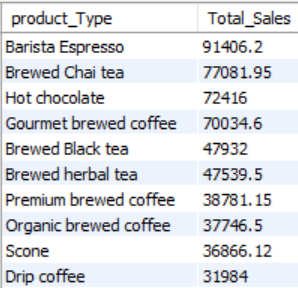 product_Type Total_Sales
Barista Espresso 91406.2
Brewed Chai tea 77081.95
Hot chocolate 72416
Gourmet brewed coffee 70034.6
Brewed Black tea 47932
Brewed herbal tea 47539.5
Premium brewed coffee 38781.15
Organic brewed coffee 37746.5
Scone 36866.12
Drip coffee 31984